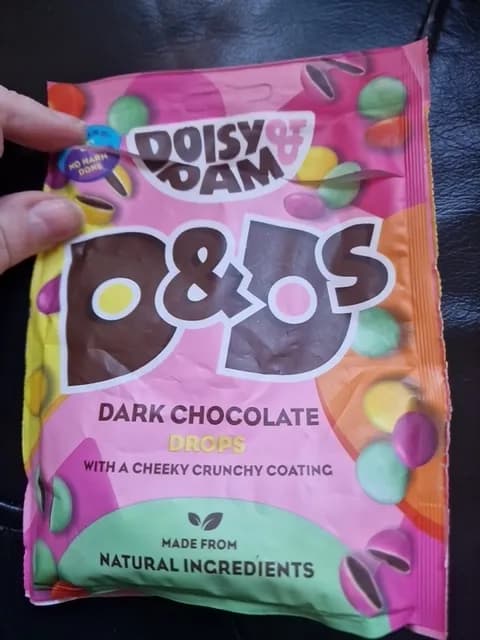 DOISY &
DAM
NO HARM
DONE
D&Ds
DARK CHOCOLATE
DROPS
WITH A CHEEKY CRUNCHY COATING
MADE FROM
NATURAL INGREDIENTS